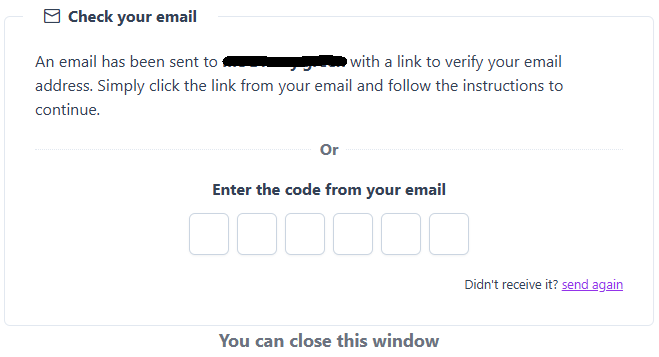 Check your email
An email has been sent to with a link to verify your email
address. Simply click the link from your email and follow the instructions to
continue.
Or
Enter the code from your email
Didn't receive it? send again
You can close this window